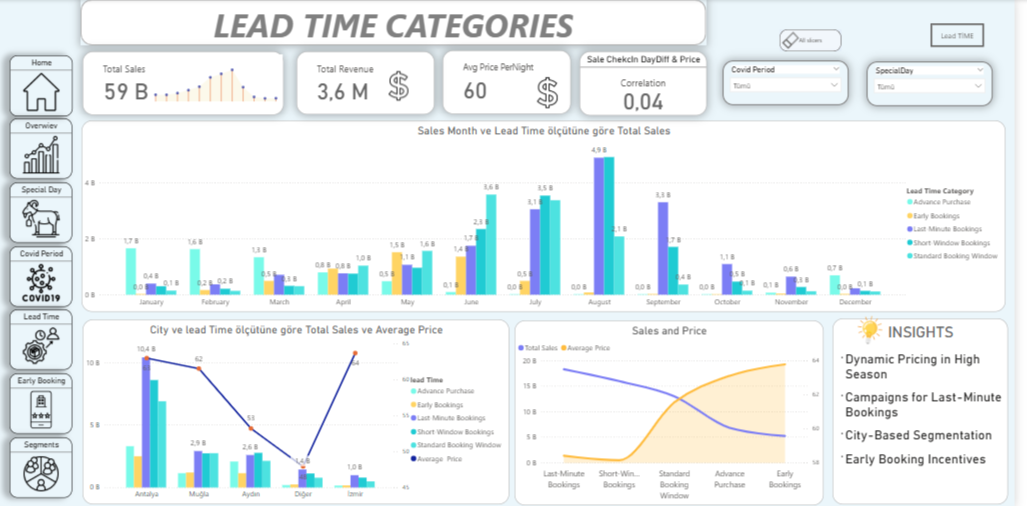 LEAD TIME CATEGORIES
All slicers
Lead TIME
Home
Overwiev
Special Day
Covid Period
COVID19
Lead Time
Early Booking
Segments
Total Sales
59 B
Total Revenue
3,6 M
Avg Price PerNight
60
Sale ChekcIn DayDiff & Price
Correlation
0,04
Covid Period
Tümü
SpecialDay
Tümü
Sales Month ve Lead Time ölçütüne göre Total Sales
4 B
2 B
0 B
1,7 B
0,0 B
0,4 B
0,1 B
1,6 B
0,2 B
0,2 B
1,3 B
0,5 B
0,3 B
0,8 B
0,8 B
1,0 B
0,5 B
1,5 B
1,1 B
1,6 B
0,1 B
1,4 B
1,7 B
2,3 B
3,6 B
0,0 B
0,5 B
3,1 B
3,5 B
0,0 B
4,9 B
2,1 B
0,0 B
3,3 B
1,7 B
0,4 B
0,0 B
1,1 B
0,5 B
0,1 B
0,1 B
0,6 B
0,3 B
0,7 B
0,2 B
0,1 B
January
February
March
April
May
June
July
August
September
October
November
December
Lead Time Category
Advance Purchase
Early Bookings
Last-Minute Bookings
Short Window Bookings
Standard Booking Window
City ve lead Time ölçütüne göre Total Sales ve Average Price
10 B
5 B
0 B
10,4 B
63
2,9 B
62
2,6 B
53
1,4 B
1,0 B
64
65
60
55
50
45
Antalya
Muğla
Aydın
Diğer
İzmir
lead Time
Advance Purchase
Early Bookings
Last-Minute Bookings
Short Window Bookings
Standard Booking Window
Average Price
Sales and Price
Total Sales
Average Price
20 B
15 B
10 B
5 B
0 B
64
62
60
58
Last-Minute
Bookings
Short-Win...
Bookings
Standard
Booking
Window
Advance
Purchase
Early
Bookings
INSIGHTS
·Dynamic Pricing in High
Season
·Campaigns for Last-Minute
Bookings
·City-Based Segmentation
·Early Booking Incentives